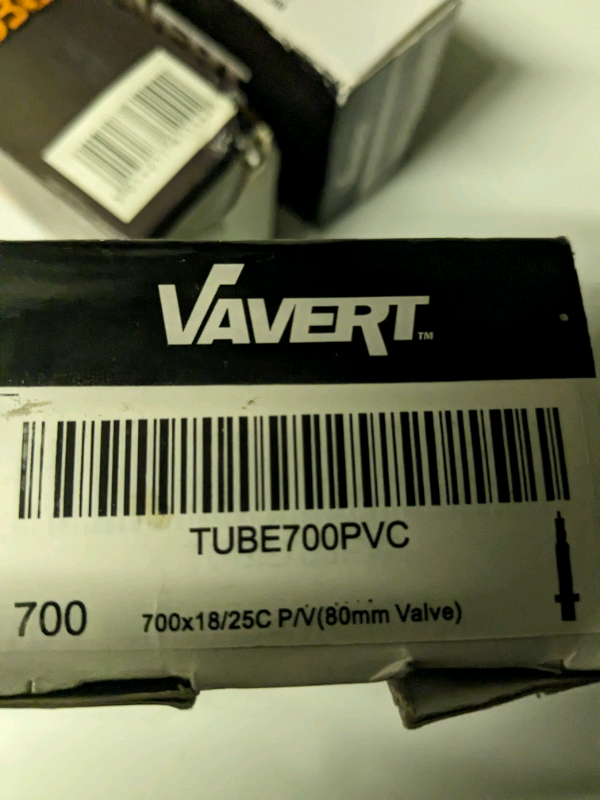 VAVERT™
TUBE700PVC
700
700x18/25C P/V(80mm Valve)